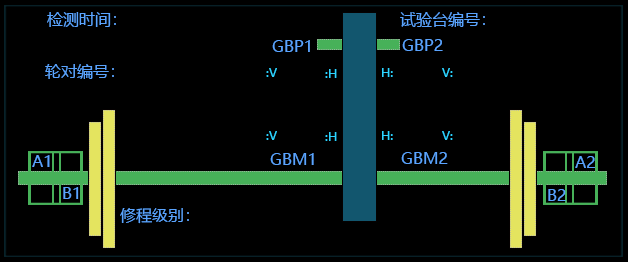 检测时间: 试验台编号:
GBP1 GBP2
轮对编号: :V :H H: V:
:V :H H: V:
GBM1 GBM2
A1 A2
B1 B2
修程级别: